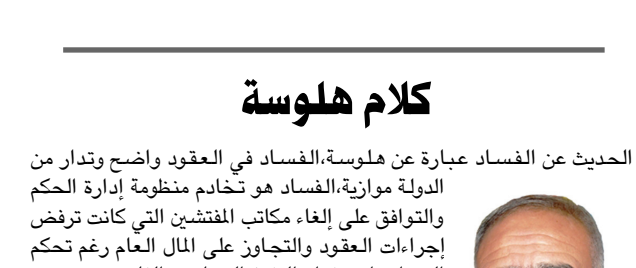 كلام هلوسة
الحديث عن الفساد عبارة عن هلوسة،الفساد في العقود واضح وتدار من
الدولة موازية،الفساد هو تخادم منظومة إدارة الحكم
والتوافق على إلغاء مكاتب المفتشين التي كانت ترفض
إجراءات العقود والتجاوز على المال العام رغم تحكم